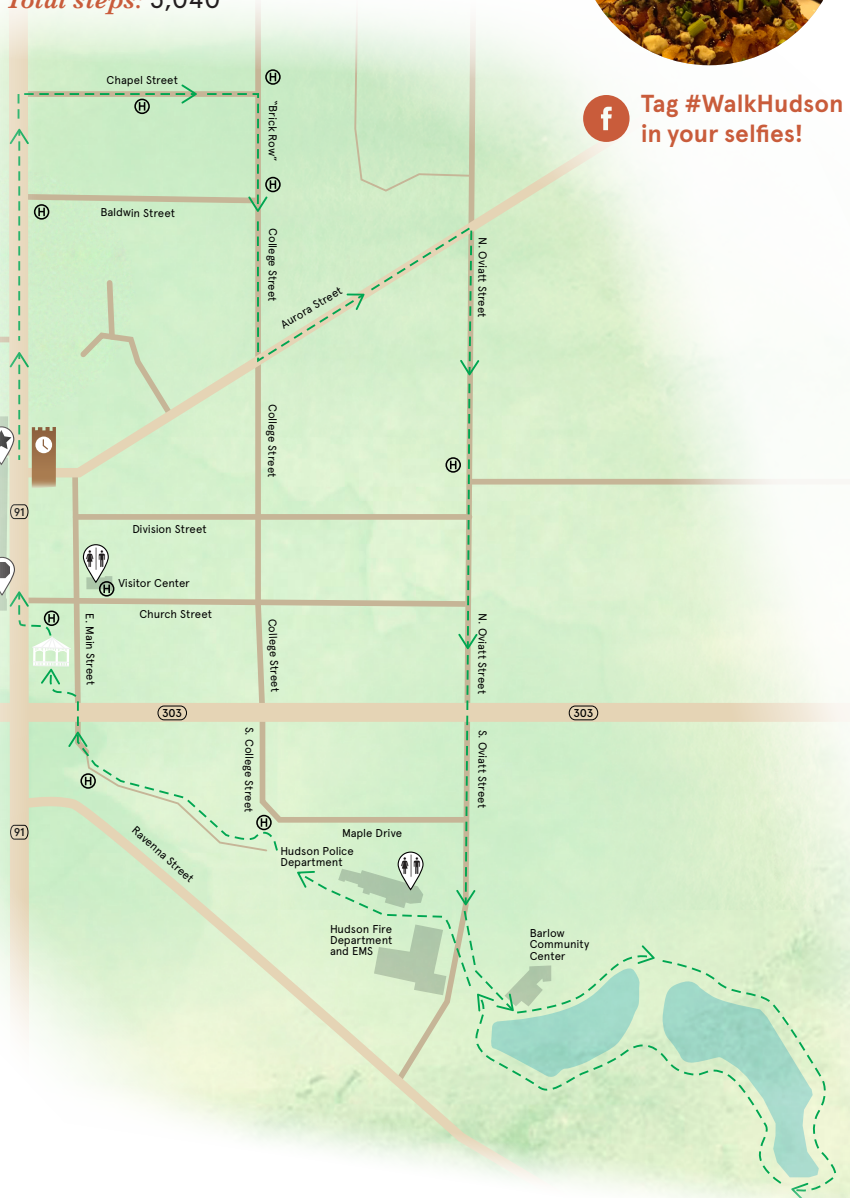 Total steps: 5,040
Tag #WalkHudson
in your selfies!
f
Chapel Street
H
H
"Brick Row"
H
H
Baldwin Street
College Street
N. Oviatt Street
Aurora Street
College Street
H
91
Division Street
Visitor Center
H
Church Street
H
E. Main Street
College Street
N. Oviatt Street
303
303
S. College Street
S. Oviatt Street
H
H
Maple Drive
91
Ravenna Street
Hudson Police
Department
Hudson Fire
Department
and EMS
Barlow
Community
Center